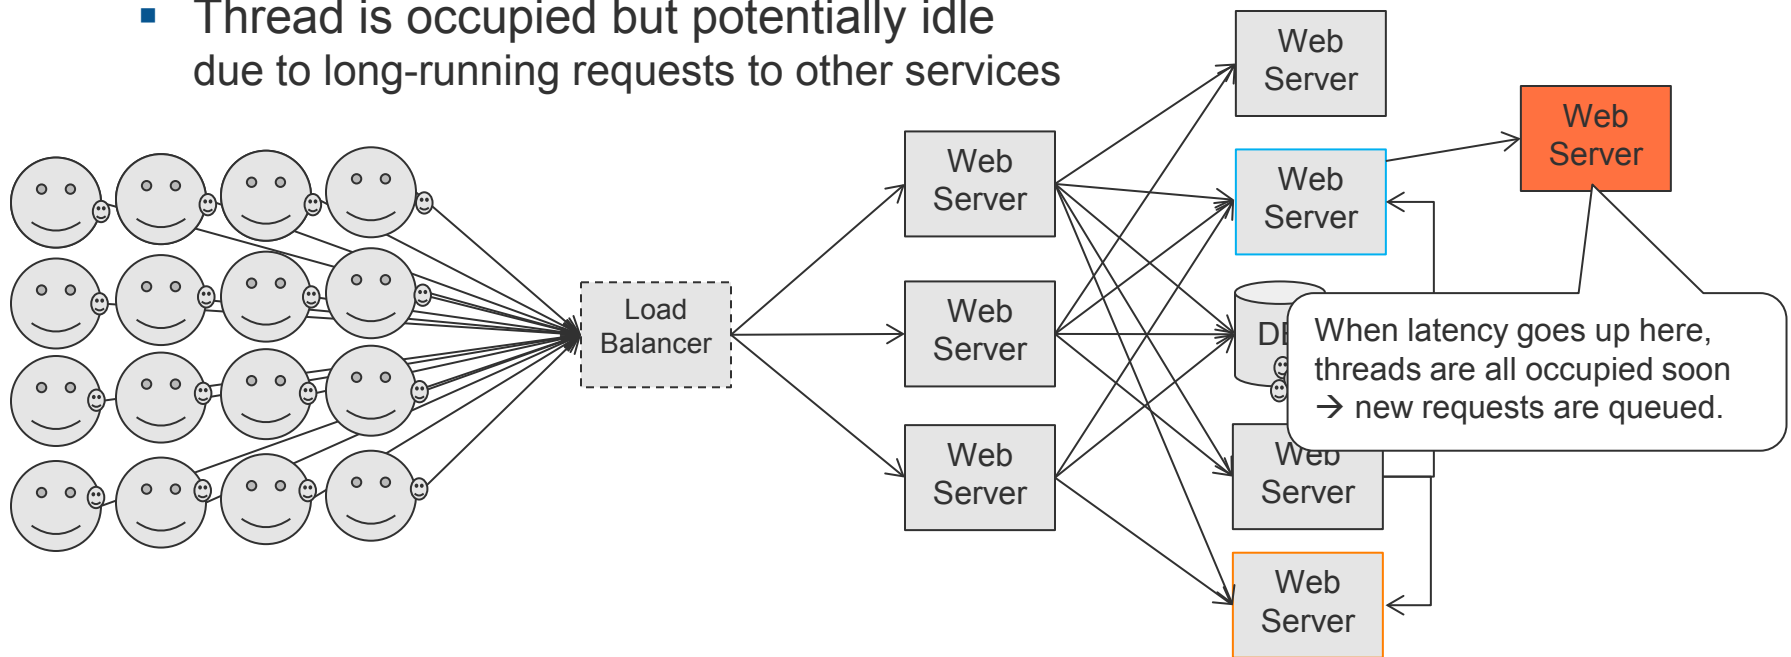 Thread is occupied but potentially idle
due to long-running requests to other services
Web
Server
Web
Server
Web
Server
Web
Server
Load
Balancer
Web
Server
When latency goes up here,
threads are all occupied soon
→ new requests are queued.
Web
Server
Web
Server
Web
Server